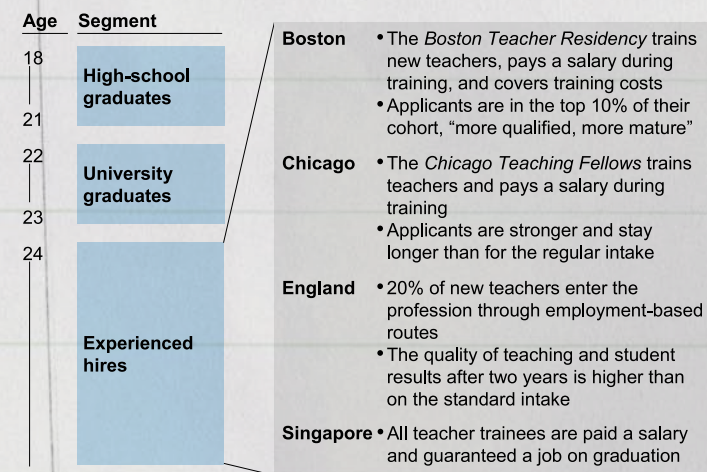 Age Segment
18
High-school
graduates
21
22
University
graduates
23
24
Experienced
hires
Boston • The Boston Teacher Residency trains
new teachers, pays a salary during
training, and covers training costs
• Applicants are in the top 10% of their
cohort, “more qualified, more mature”
Chicago • The Chicago Teaching Fellows trains
teachers and pays a salary during
training
• Applicants are stronger and stay
longer than for the regular intake
England • 20% of new teachers enter the
profession through employment-based
routes
• The quality of teaching and student
results after two years is higher than
on the standard intake
Singapore • All teacher trainees are paid a salary
and guaranteed a job on graduation